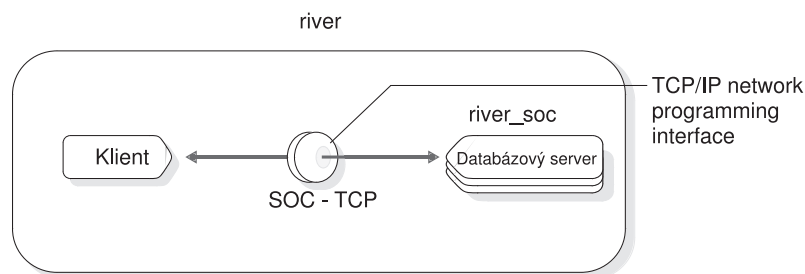 river
TCP/IP network
programming
interface
river_soc
Klient
Databázový server
SOC - TCP